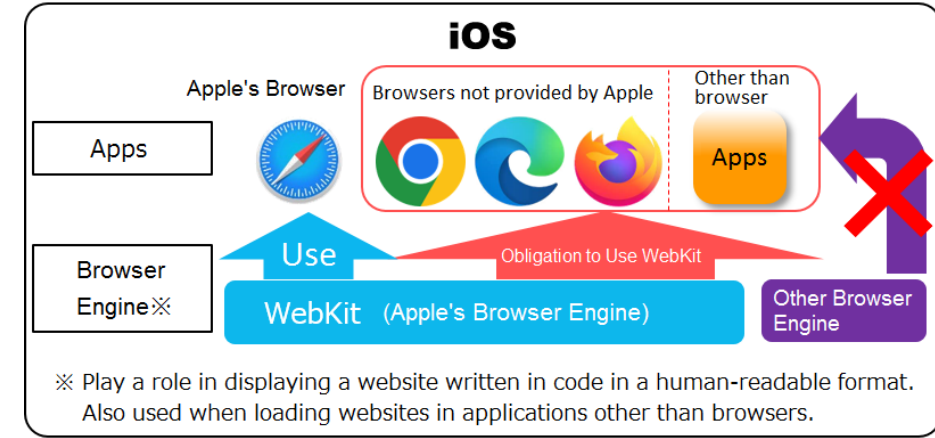 iOS
Apple's Browser
Browsers not provided by Apple
Other than
browser
Apps
Apps
Use
Obligation to Use WebKit
Browser
Engine※
WebKit (Apple's Browser Engine)
Other Browser
Engine
※ Play a role in displaying a website written in code in a human-readable format.
Also used when loading websites in applications other than browsers.